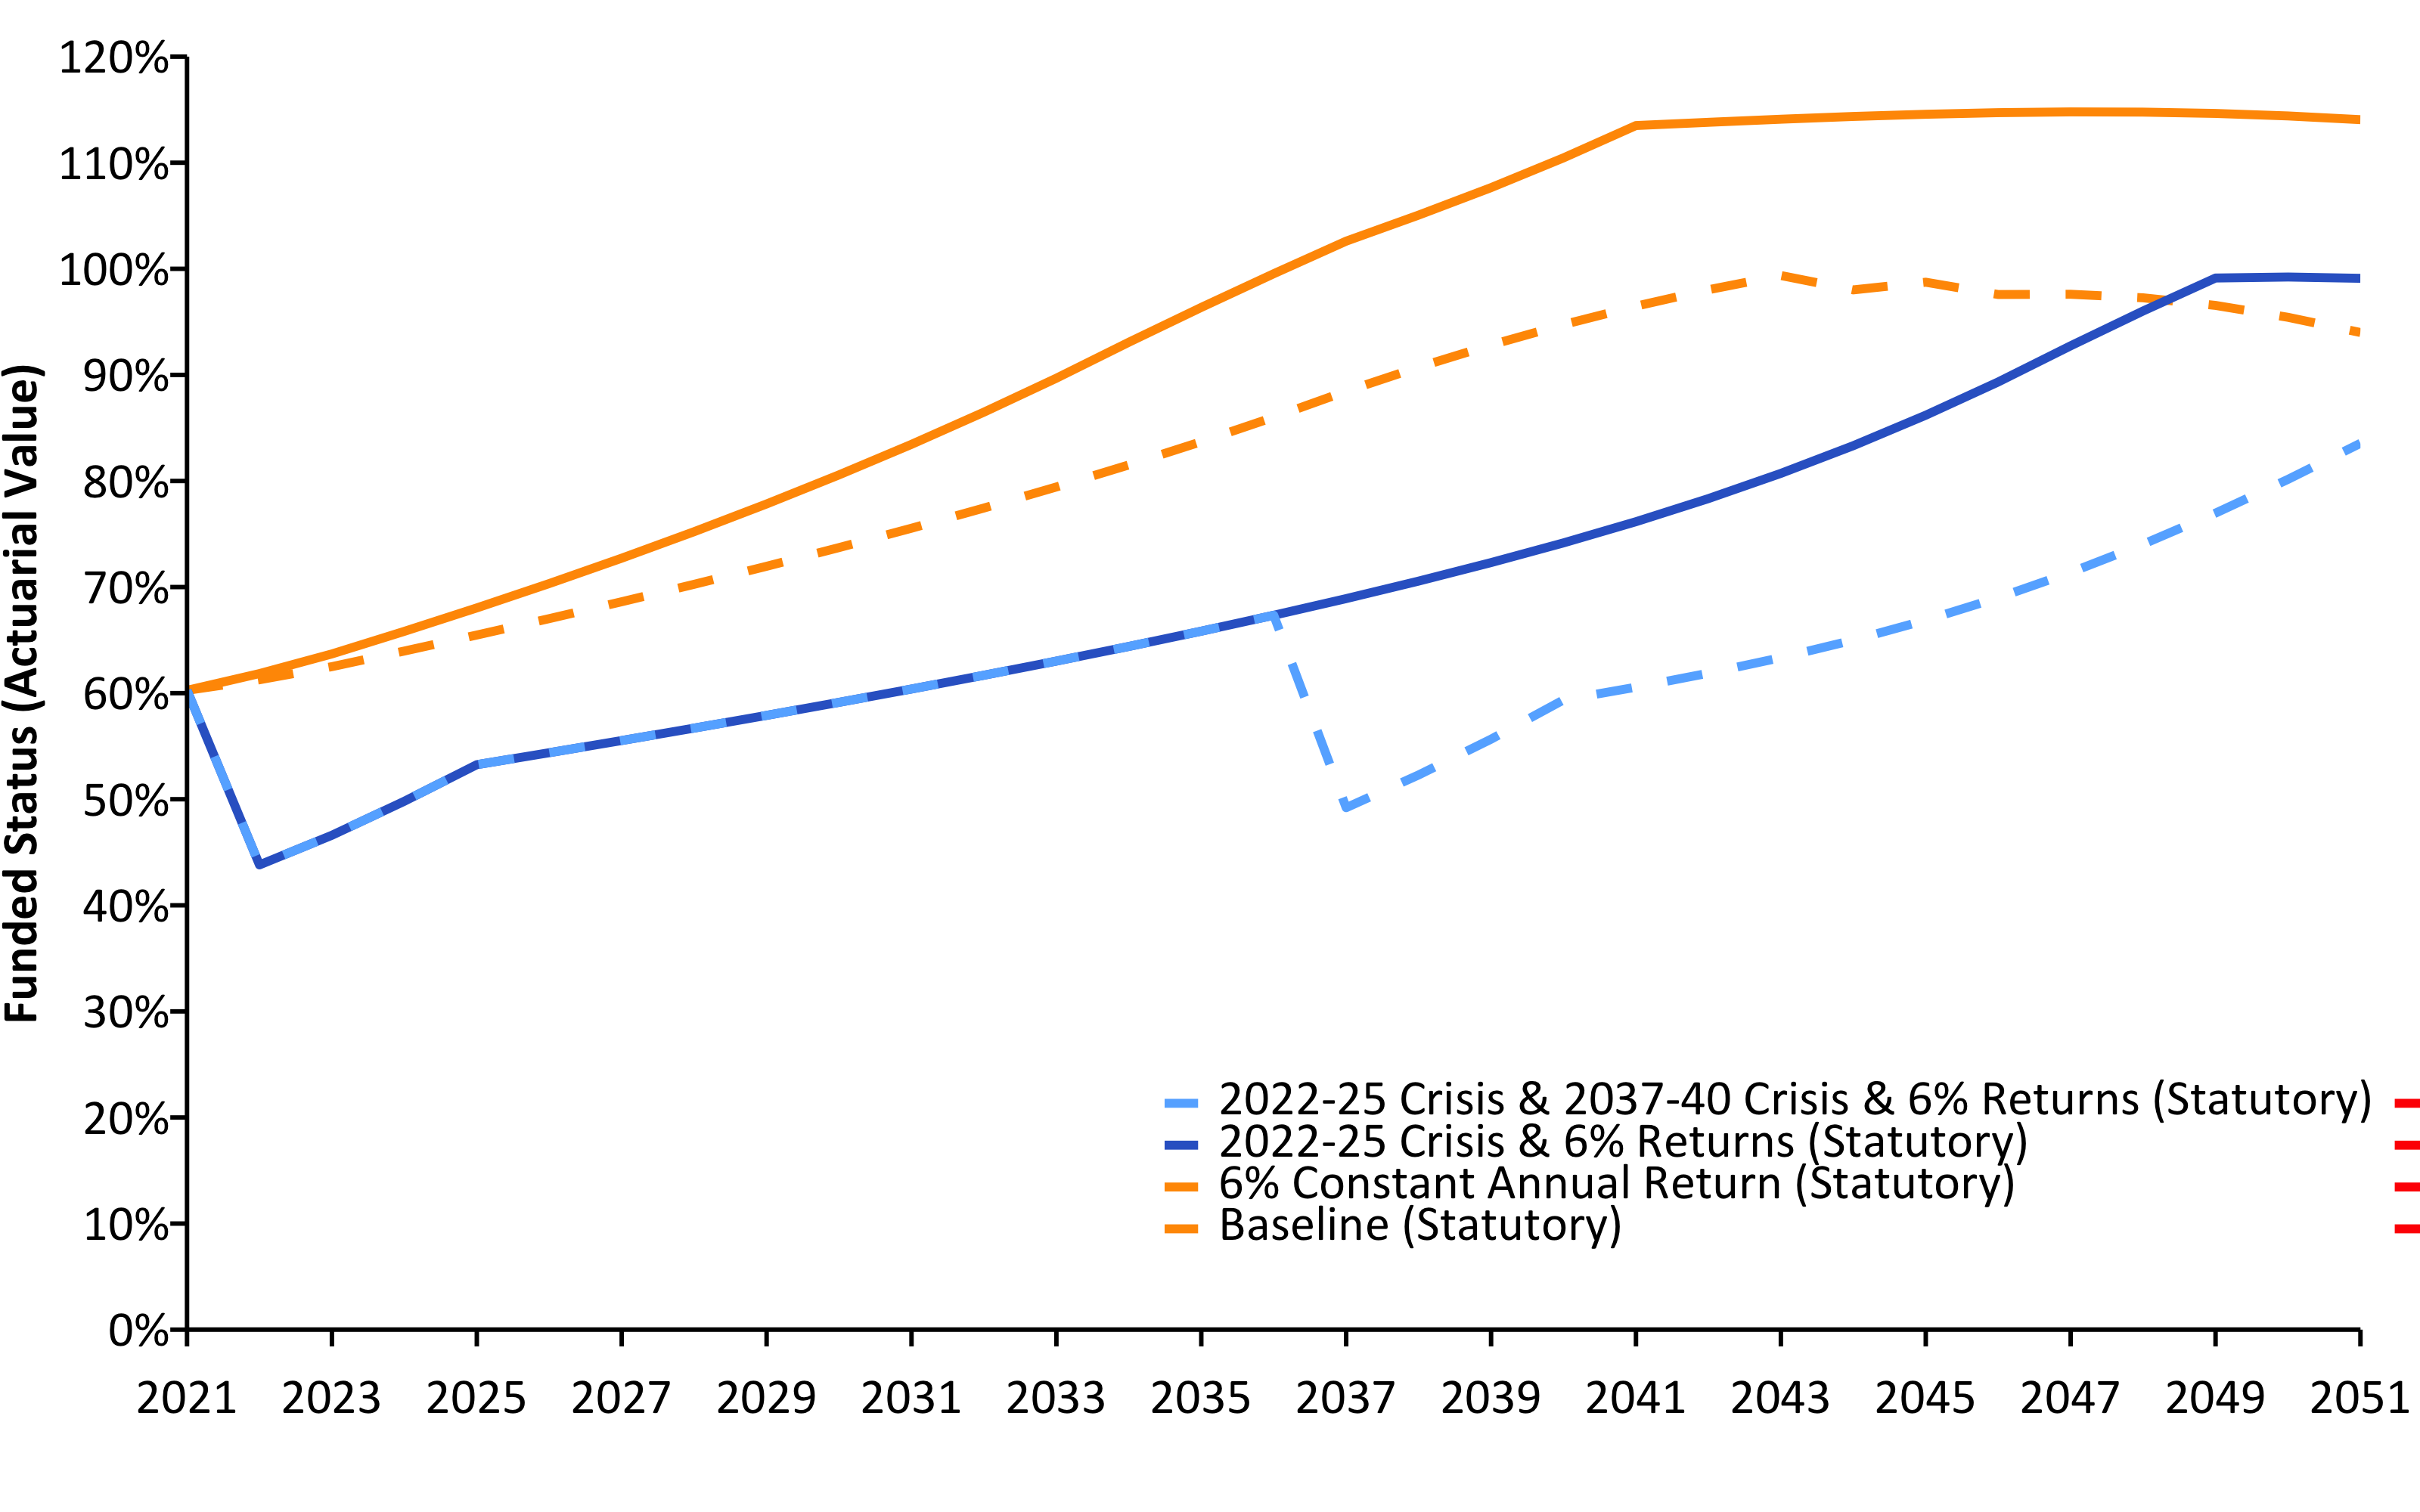 120%
110%
100%
90%
80%
70%
60%
50%
40%
30%
20%
10%
0%
Funded Status (Actuarial Value)
2022-25 Crisis & 2037-40 Crisis & 6% Returns (Statutory)
2022-25 Crisis & 6% Returns (Statutory)
6% Constant Annual Return (Statutory)
Baseline (Statutory)
2021 2023 2025 2027 2029 2031 2033 2035 2037 2039 2041 2043 2045 2047 2049 2051